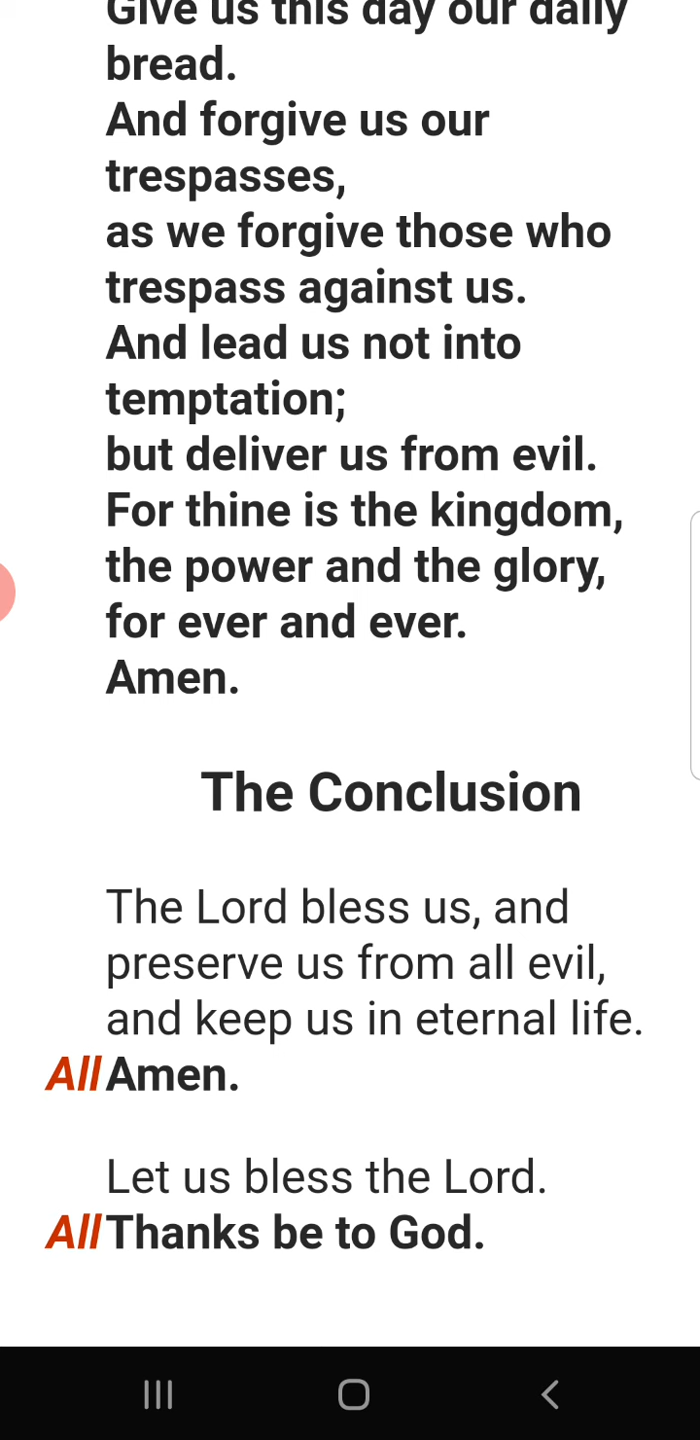 Give us this day our daily
bread.
And forgive us our
trespasses,
as we forgive those who
trespass against us.
And lead us not into
temptation;
but deliver us from evil.
For thine is the kingdom,
the power and the glory,
for ever and ever.
Amen.
The Conclusion
The Lord bless us, and
preserve us from all evil,
and keep us in eternal life.
All Amen.
Let us bless the Lord.
All Thanks be to God.